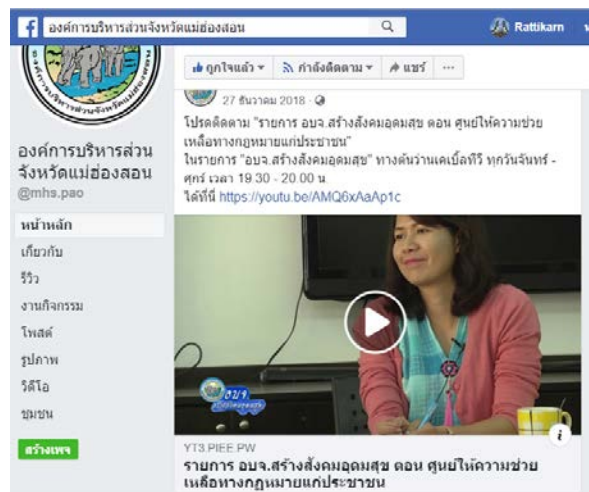 องค์การบริหารส่วนจังหวัดแม่ฮ่องสอน
Rattikarn
ถูกใจแล้ว
กำลังติดตาม
แชร์
27 ธันวาคม 2018
โปรดติดตาม "รายการ อบจ.สร้างสังคมอุดมสุข ตอน ศูนย์ให้ความช่วย
เหลือทางกฎหมายแก่ประชาชน"
ในรายการ "อบจ.สร้างสังคมอุดมสุข" ทางต้นว่านเคเบิ้ลทีวี ทุกวันจันทร์ -
ศุกร์ เวลา 19.30 - 20.00 น.
ได้ที่นี่ https://youtu.be/AMQ6xAaAp1c
องค์การบริหารส่วน
จังหวัดแม่ฮ่องสอน
@mhs.pao
หน้าหลัก
เกี่ยวกับ
รีวิว
งานกิจกรรม
โพสต์
รูปภาพ
วิดีโอ
ชุมชน
สร้างเพจ
อบจ.
YT3.PIEE.PW
รายการ อบจ.สร้างสังคมอุดมสุข ตอน ศูนย์ให้ความช่วย
เหลือทางกฎหมายแก่ประชาชน